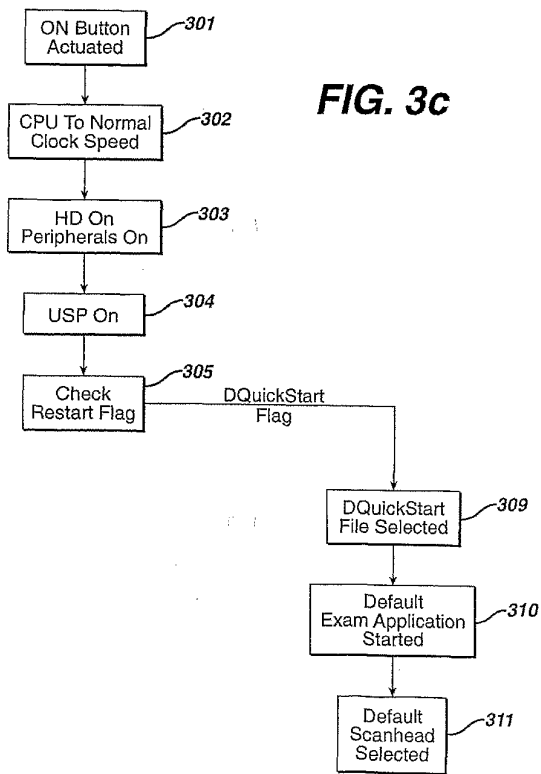 ON Button
Actuated
301
FIG. 3c
CPU To Normal
Clock Speed
302
HD On
Peripherals On
303
USP On
304
Check
Restart Flag
305
DQuickStart
Flag
DQuickStart
File Selected
309
Default
Exam Application
Started
310
Default
Scanhead
Selected
311